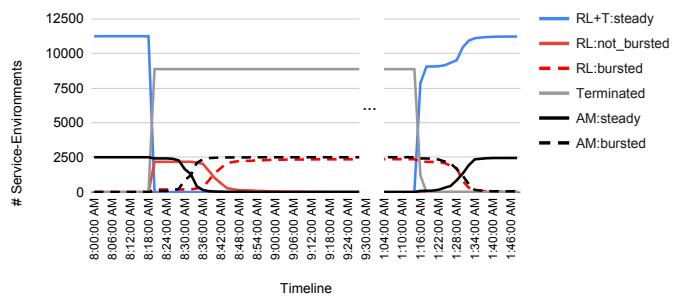 # Service-Environments
12500
10000
7500
5000
2500
0
...
8:00:00 AM
8:06:00 AM
8:12:00 AM
8:18:00 AM
8:24:00 AM
8:30:00 AM
8:36:00 AM
8:42:00 AM
8:48:00 AM
8:54:00 AM
9:00:00 AM
9:06:00 AM
9:12:00 AM
9:18:00 AM
9:24:00 AM
9:30:00 AM
1:04:00 AM
1:10:00 AM
1:16:00 AM
1:22:00 AM
1:28:00 AM
1:34:00 AM
1:40:00 AM
1:46:00 AM
Timeline
RL+T:steady
RL:not_bursted
RL:bursted
Terminated
AM:steady
AM:bursted